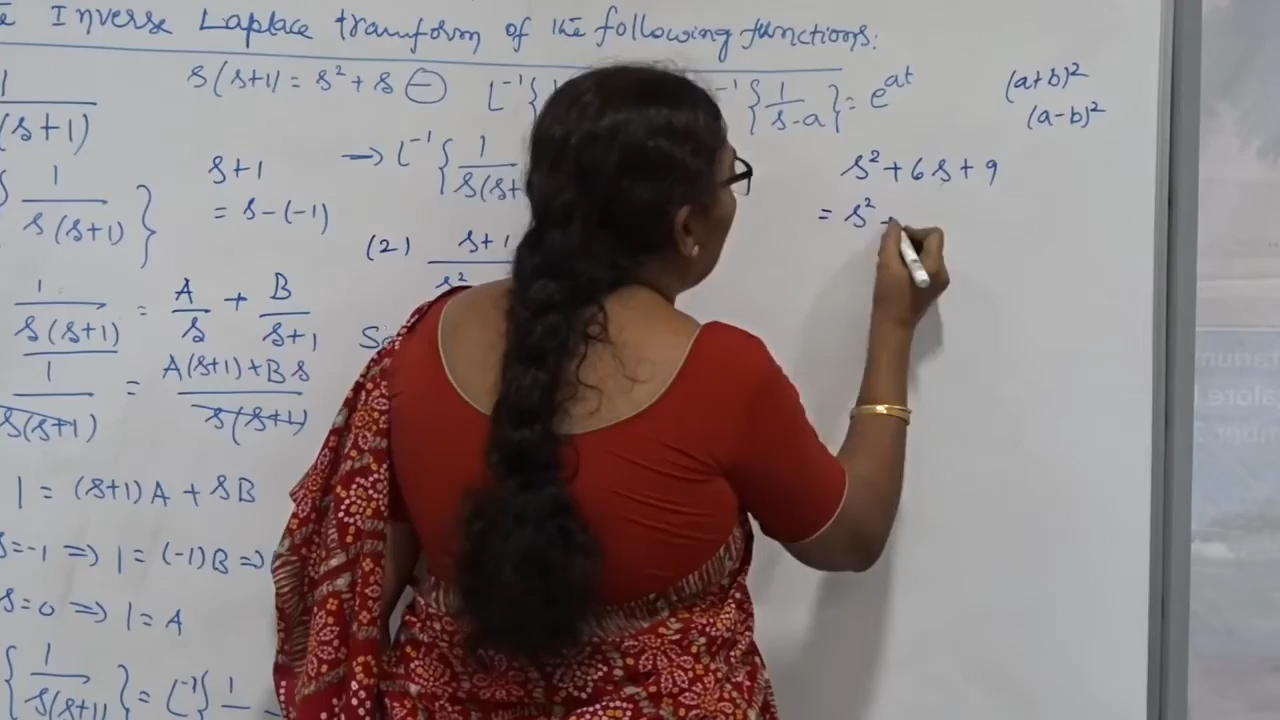 Inverse Laplace transform of the following functions:
1/(s+1)
s(s+1) = s² + s
L⁻¹{
{1/(s-a)} = e^{at}
(a+b)²
(a-b)²
{1/(s(s+1))}
s+1
= s-(-1)
→ L⁻¹{1/(s(s+
s² + 6s + 9
= s² -
(2) s+1/s²
1/(s(s+1)) = A/s + B/(s+1)
1/(s(s+1)) = (A(s+1)+Bs)/(s(s+1))
1 = (s+1)A + sB
s=-1 ⇒ 1 = (-1)B ⇒
s=0 ⇒ 1 = A
{1/(s(s+1)} = L⁻¹{1